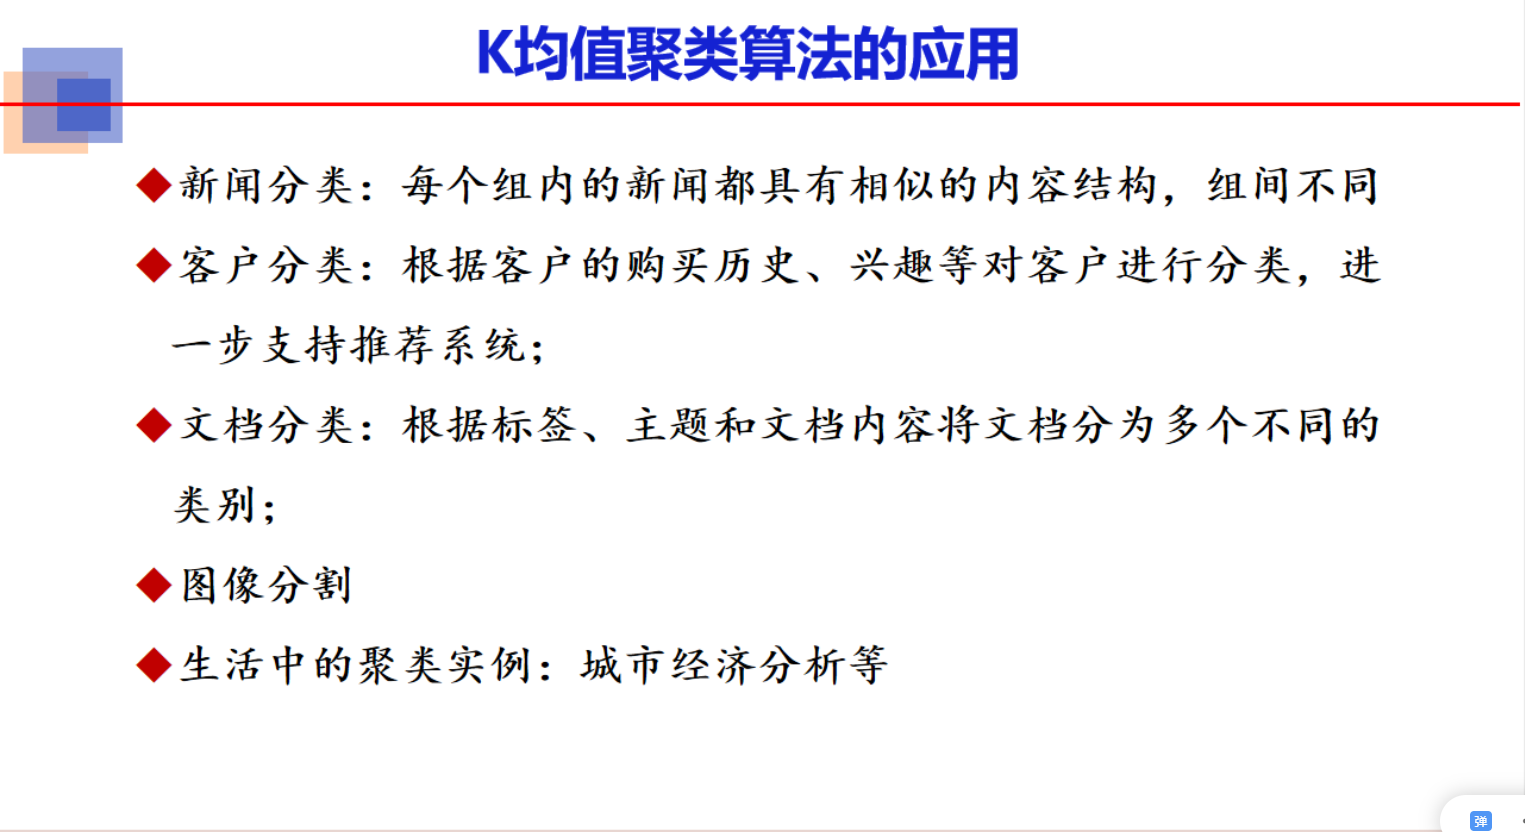 K均值聚类算法的应用
新闻分类：每个组内的新闻都具有相似的内容结构，组间不同
客户分类：根据客户的购买历史、兴趣等对客户进行分类，进
一步支持推荐系统；
文档分类：根据标签、主题和文档内容将文档分为多个不同的
类别；
图像分割
生活中的聚类实例：城市经济分析等
弹